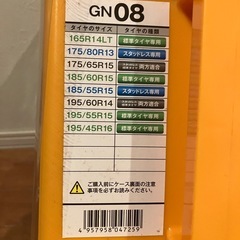 GN 08
タイヤのサイズ タイヤの種類
165R14LT 標準タイヤ専用
175/80R13 スタッドレス専用
175/65R15 両方適合
185/60R15 標準タイヤ専用
185/55R15 スタッドレス専用
195/60R14 両方適合
195/55R15 標準タイヤ専用
195/45R16 標準タイヤ専用
ご購入前にケース裏面の注意
事項を必ずお読みください。
4 957958 047259